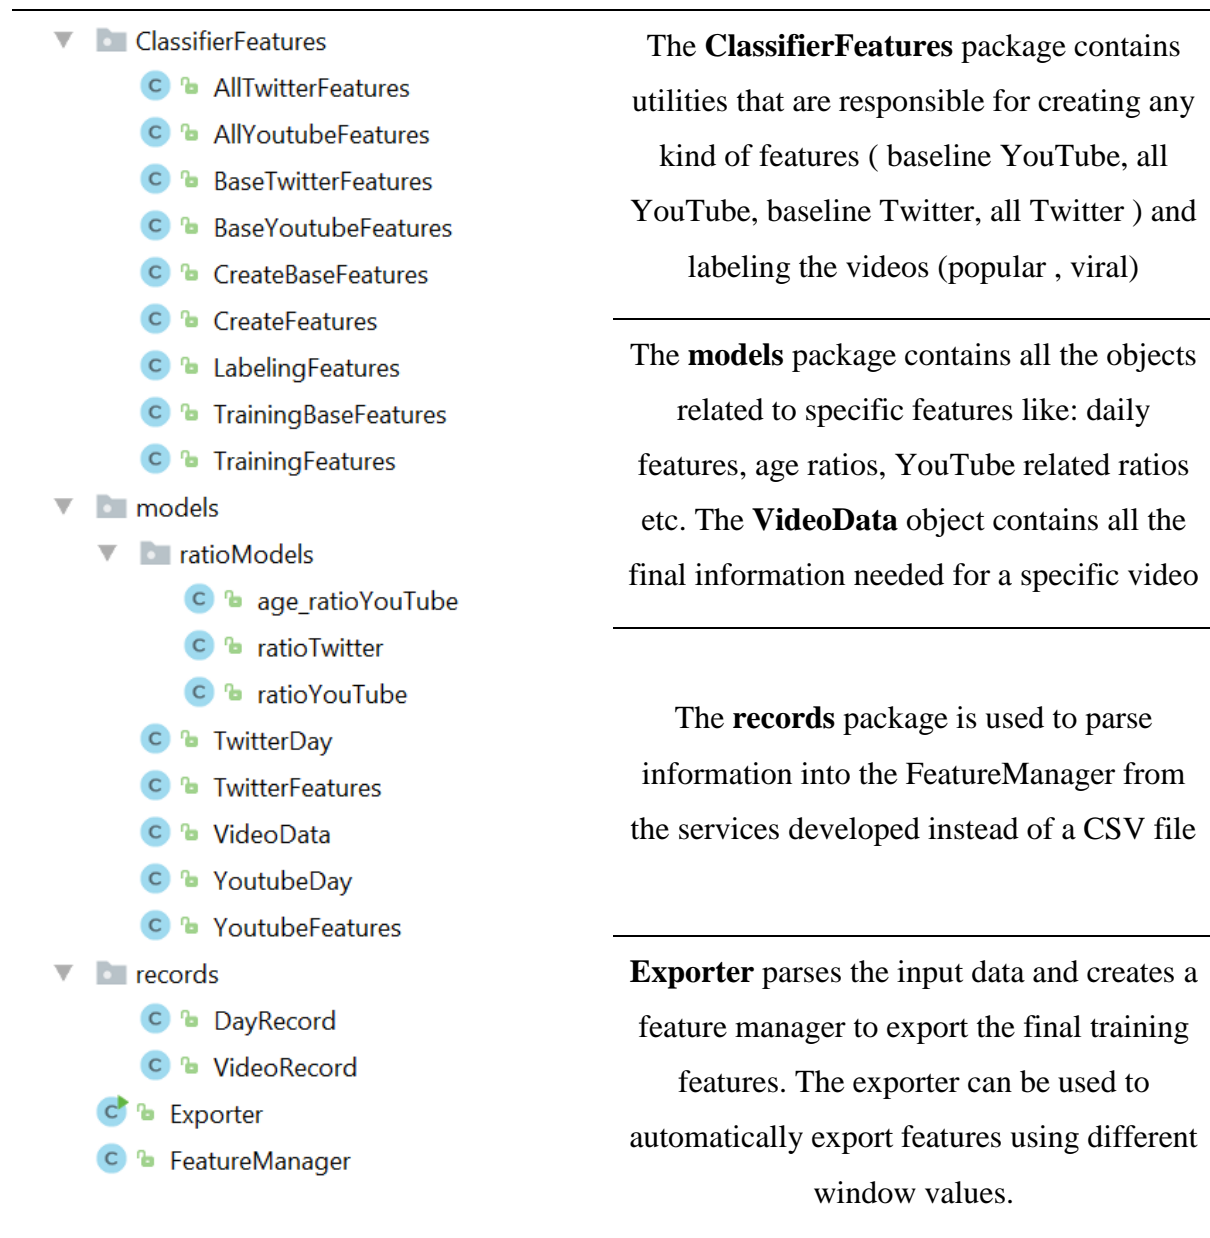 ClassifierFeatures
AllTwitterFeatures
AllYoutubeFeatures
BaseTwitterFeatures
BaseYoutubeFeatures
CreateBaseFeatures
CreateFeatures
LabelingFeatures
TrainingBaseFeatures
TrainingFeatures
models
ratioModels
age_ratioYouTube
ratioTwitter
ratioYouTube
TwitterDay
TwitterFeatures
VideoData
YoutubeDay
YoutubeFeatures
records
DayRecord
VideoRecord
Exporter
FeatureManager
The ClassifierFeatures package contains
utilities that are responsible for creating any
kind of features ( baseline YouTube, all
YouTube, baseline Twitter, all Twitter ) and
labeling the videos (popular , viral)
The models package contains all the objects
related to specific features like: daily
features, age ratios, YouTube related ratios
etc. The VideoData object contains all the
final information needed for a specific video
The records package is used to parse
information into the FeatureManager from
the services developed instead of a CSV file
Exporter parses the input data and creates a
feature manager to export the final training
features. The exporter can be used to
automatically export features using different
window values.